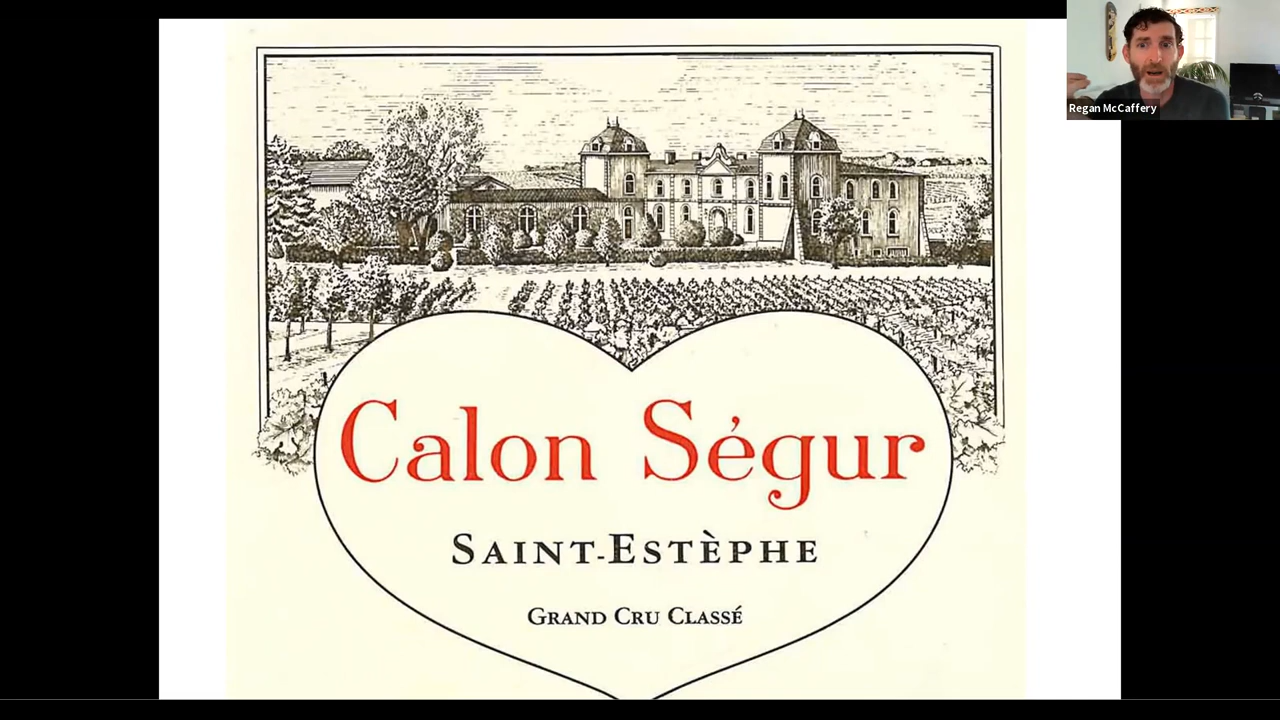 Regan McCaffery
Calon Ségur
SAINT-ESTÈPHE
GRAND CRU CLASSÉ